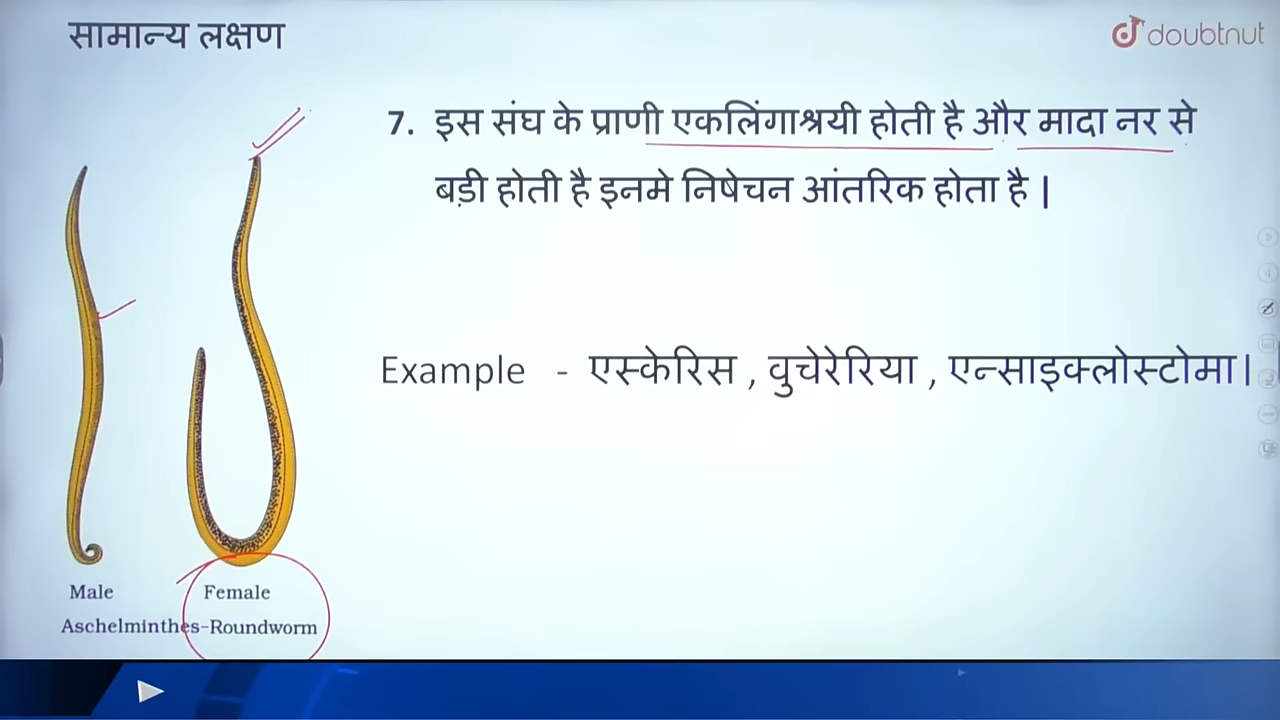 सामान्य लक्षण
doubtnut
7. इस संघ के प्राणी एकलिंगाश्रयी होती है और मादा नर से
बड़ी होती है इनमे निषेचन आंतरिक होता है |
Example - एस्केरिस , वुचेरेरिया , एन्साइक्लोस्टोमा|
Male Female
Aschelminthes-Roundworm